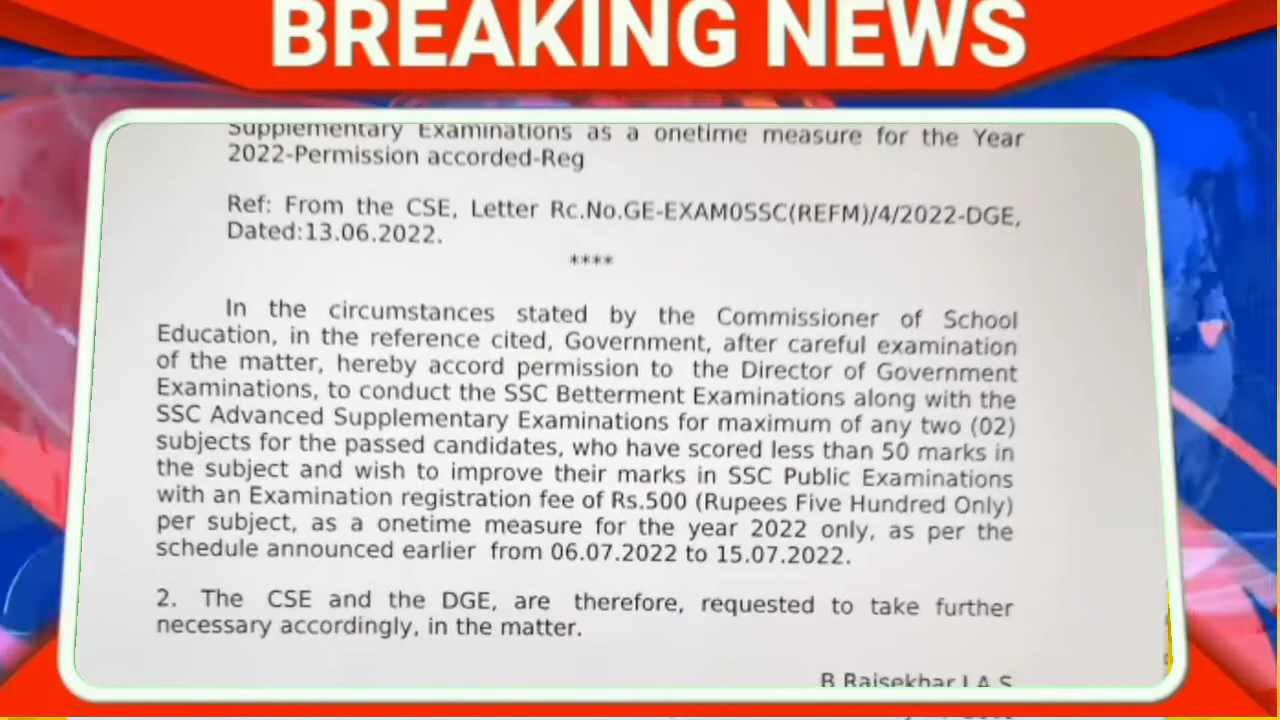 BREAKING NEWS
Supplementary Examinations as a onetime measure for the Year
2022-Permission accorded-Reg
Ref: From the CSE, Letter Rc.No.GE-EXAM0SSC(REFM)/4/2022-DGE,
Dated:13.06.2022.
****
In the circumstances stated by the Commissioner of School
Education, in the reference cited, Government, after careful examination
of the matter, hereby accord permission to the Director of Government
Examinations, to conduct the SSC Betterment Examinations along with the
SSC Advanced Supplementary Examinations for maximum of any two (02)
subjects for the passed candidates, who have scored less than 50 marks in
the subject and wish to improve their marks in SSC Public Examinations
with an Examination registration fee of Rs.500 (Rupees Five Hundred Only)
per subject, as a onetime measure for the year 2022 only, as per the
schedule announced earlier from 06.07.2022 to 15.07.2022.
2. The CSE and the DGE, are therefore, requested to take further
necessary accordingly, in the matter.
B Rajsekhar I A S